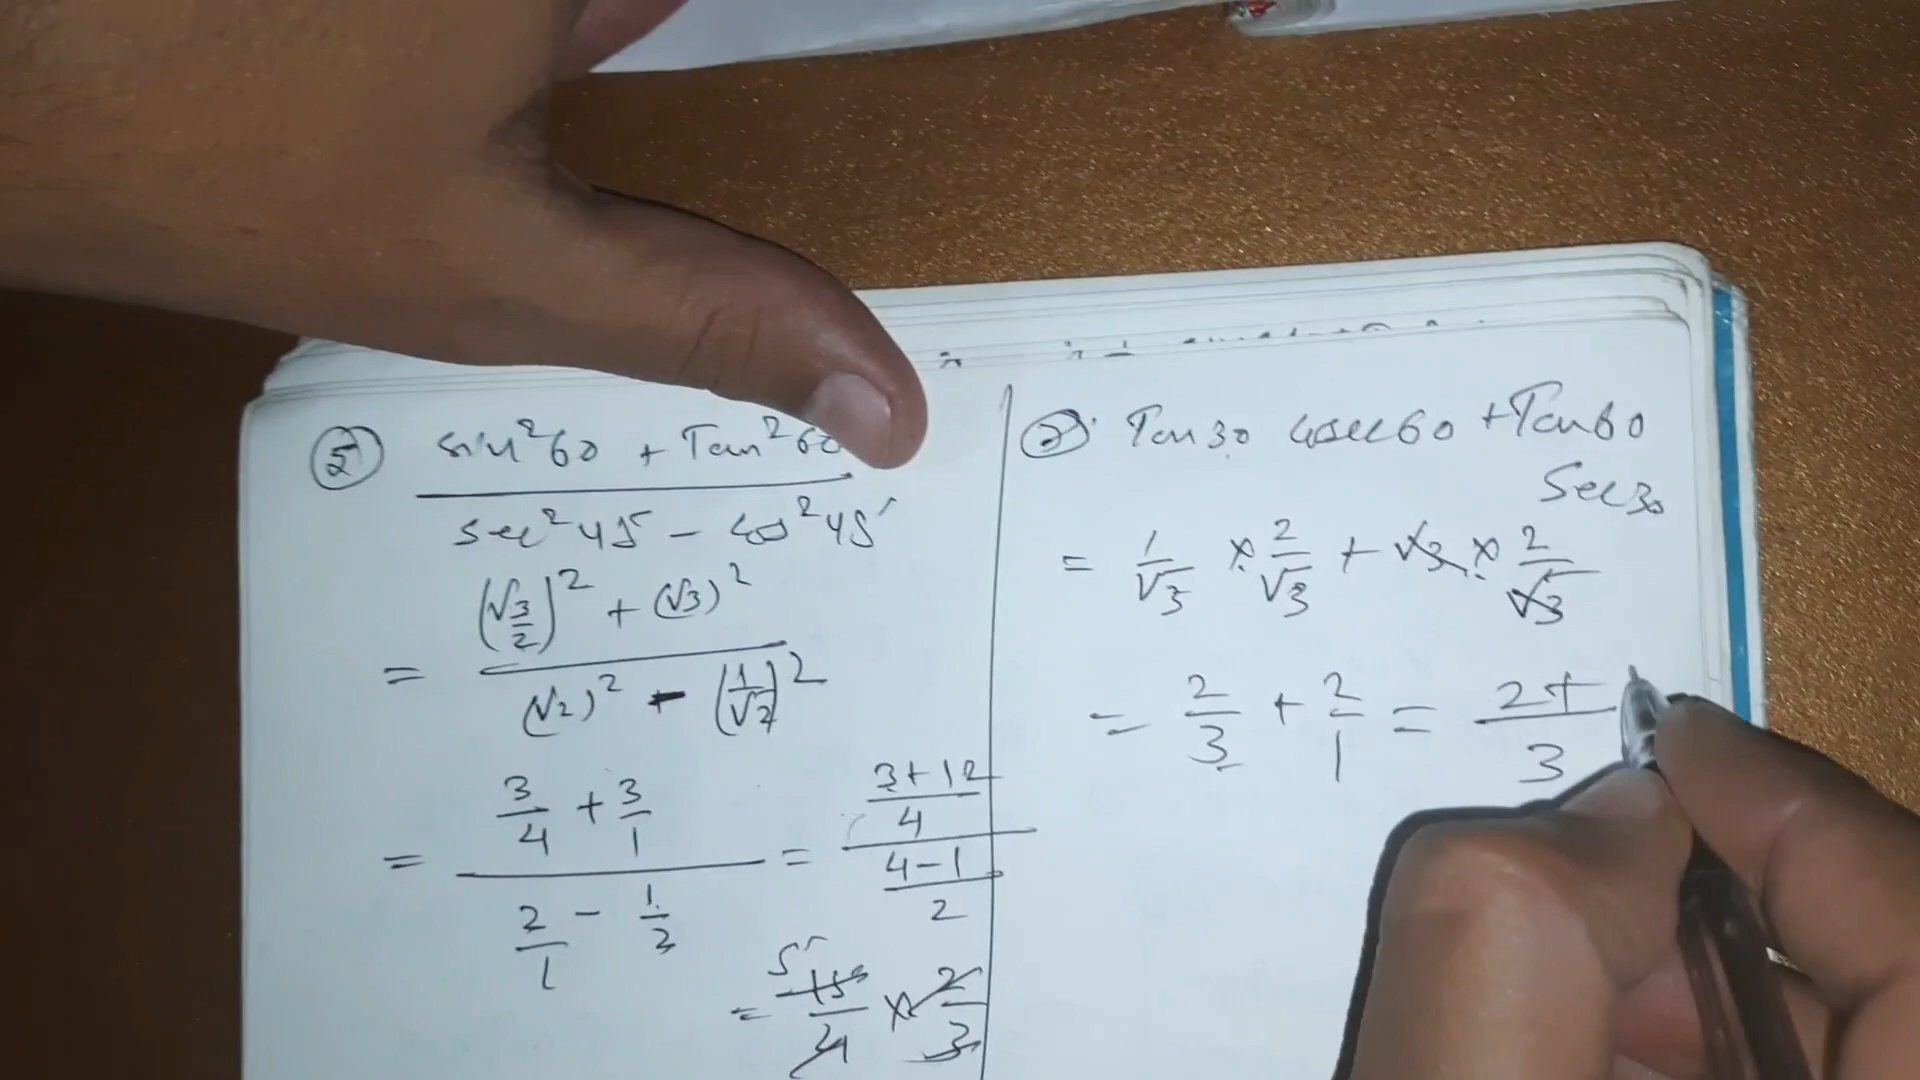 ⑤ sin²60 + Tan²60
sec²45 - cos²45
= (√3/2)² + (√3)²
(√2)² - (1/√2)²
= 3/4 + 3/1
2/1 - 1/2
= 3+12/4
4-1/2
= 5 15/4 × 2/3
Tan30 cosec60 + Tan60
Sec30
= 1/√3 × 2/√3 + √3 × 2/√3
= 2/3 + 2/1 = 2+/3